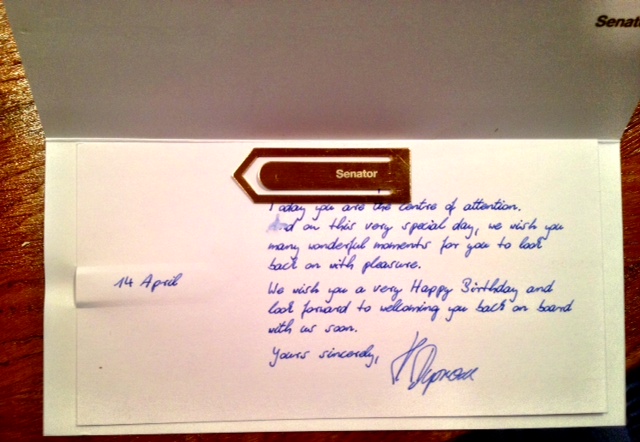 Senat
Senator
Today you are the centre of attention.
And on this very special day, we wish you
many wonderful moments for you to look
back on with pleasure.
14 April
We wish you a very Happy Birthday and
look forward to welcoming you back on board
with us soon.
Yours sincerely,